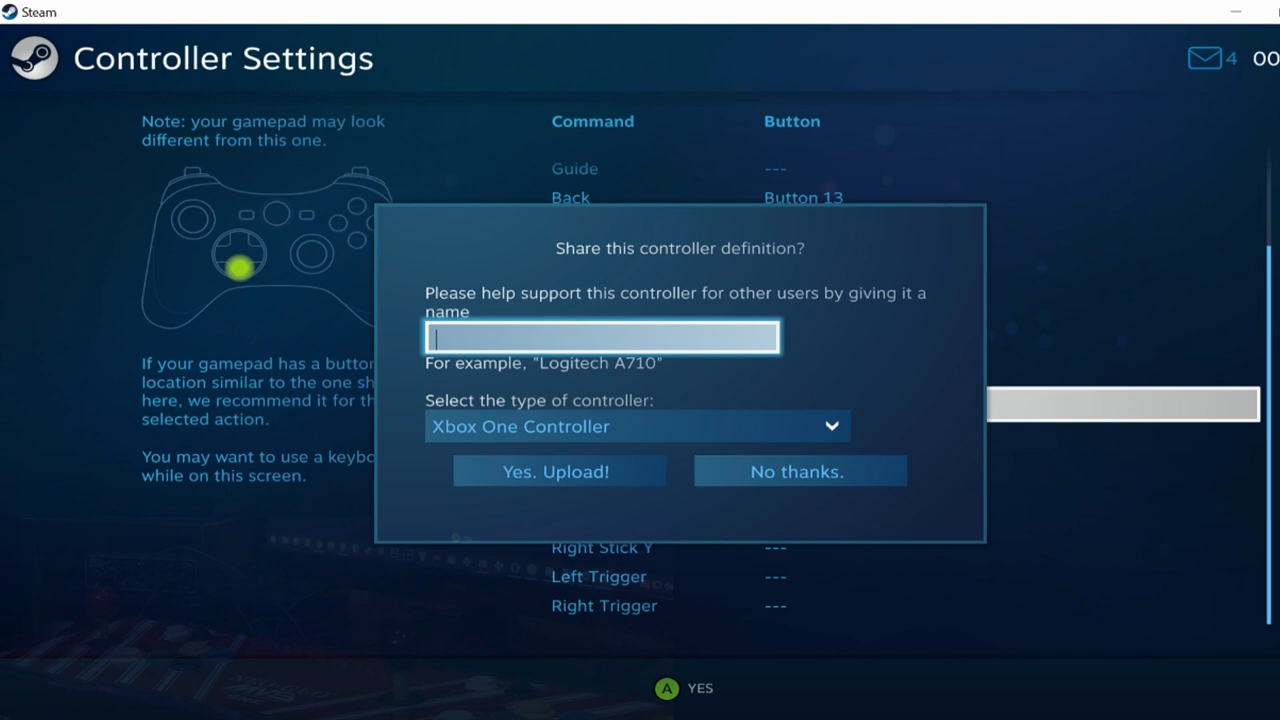 Steam
Controller Settings
4
00
Note: your gamepad may look
different from this one.
Command
Button
Guide
---
Back
Button 13
Share this controller definition?
Please help support this controller for other users by giving it a
name
For example, "Logitech A710"
Select the type of controller:
Xbox One Controller
Yes. Upload!
No thanks.
If your gamepad has a button
location similar to the one sh
here, we recommend it for th
selected action.
You may want to use a keybo
while on this screen.
Right Stick Y
---
Left Trigger
---
Right Trigger
---
A YES